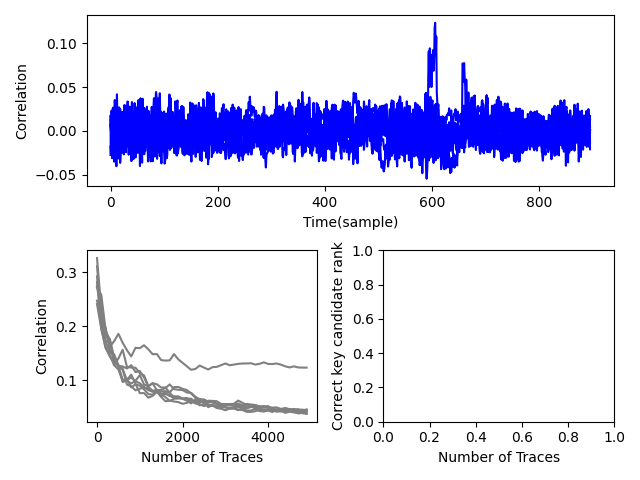 0.10
0.05
0.00
−0.05
Correlation
0 200 400 600 800
Time(sample)
0.3
0.2
0.1
Correlation
0 2000 4000
Number of Traces
1.0
0.8
0.6
0.4
0.2
0.0
Correct key candidate rank
0.0 0.2 0.4 0.6 0.8 1.0
Number of Traces